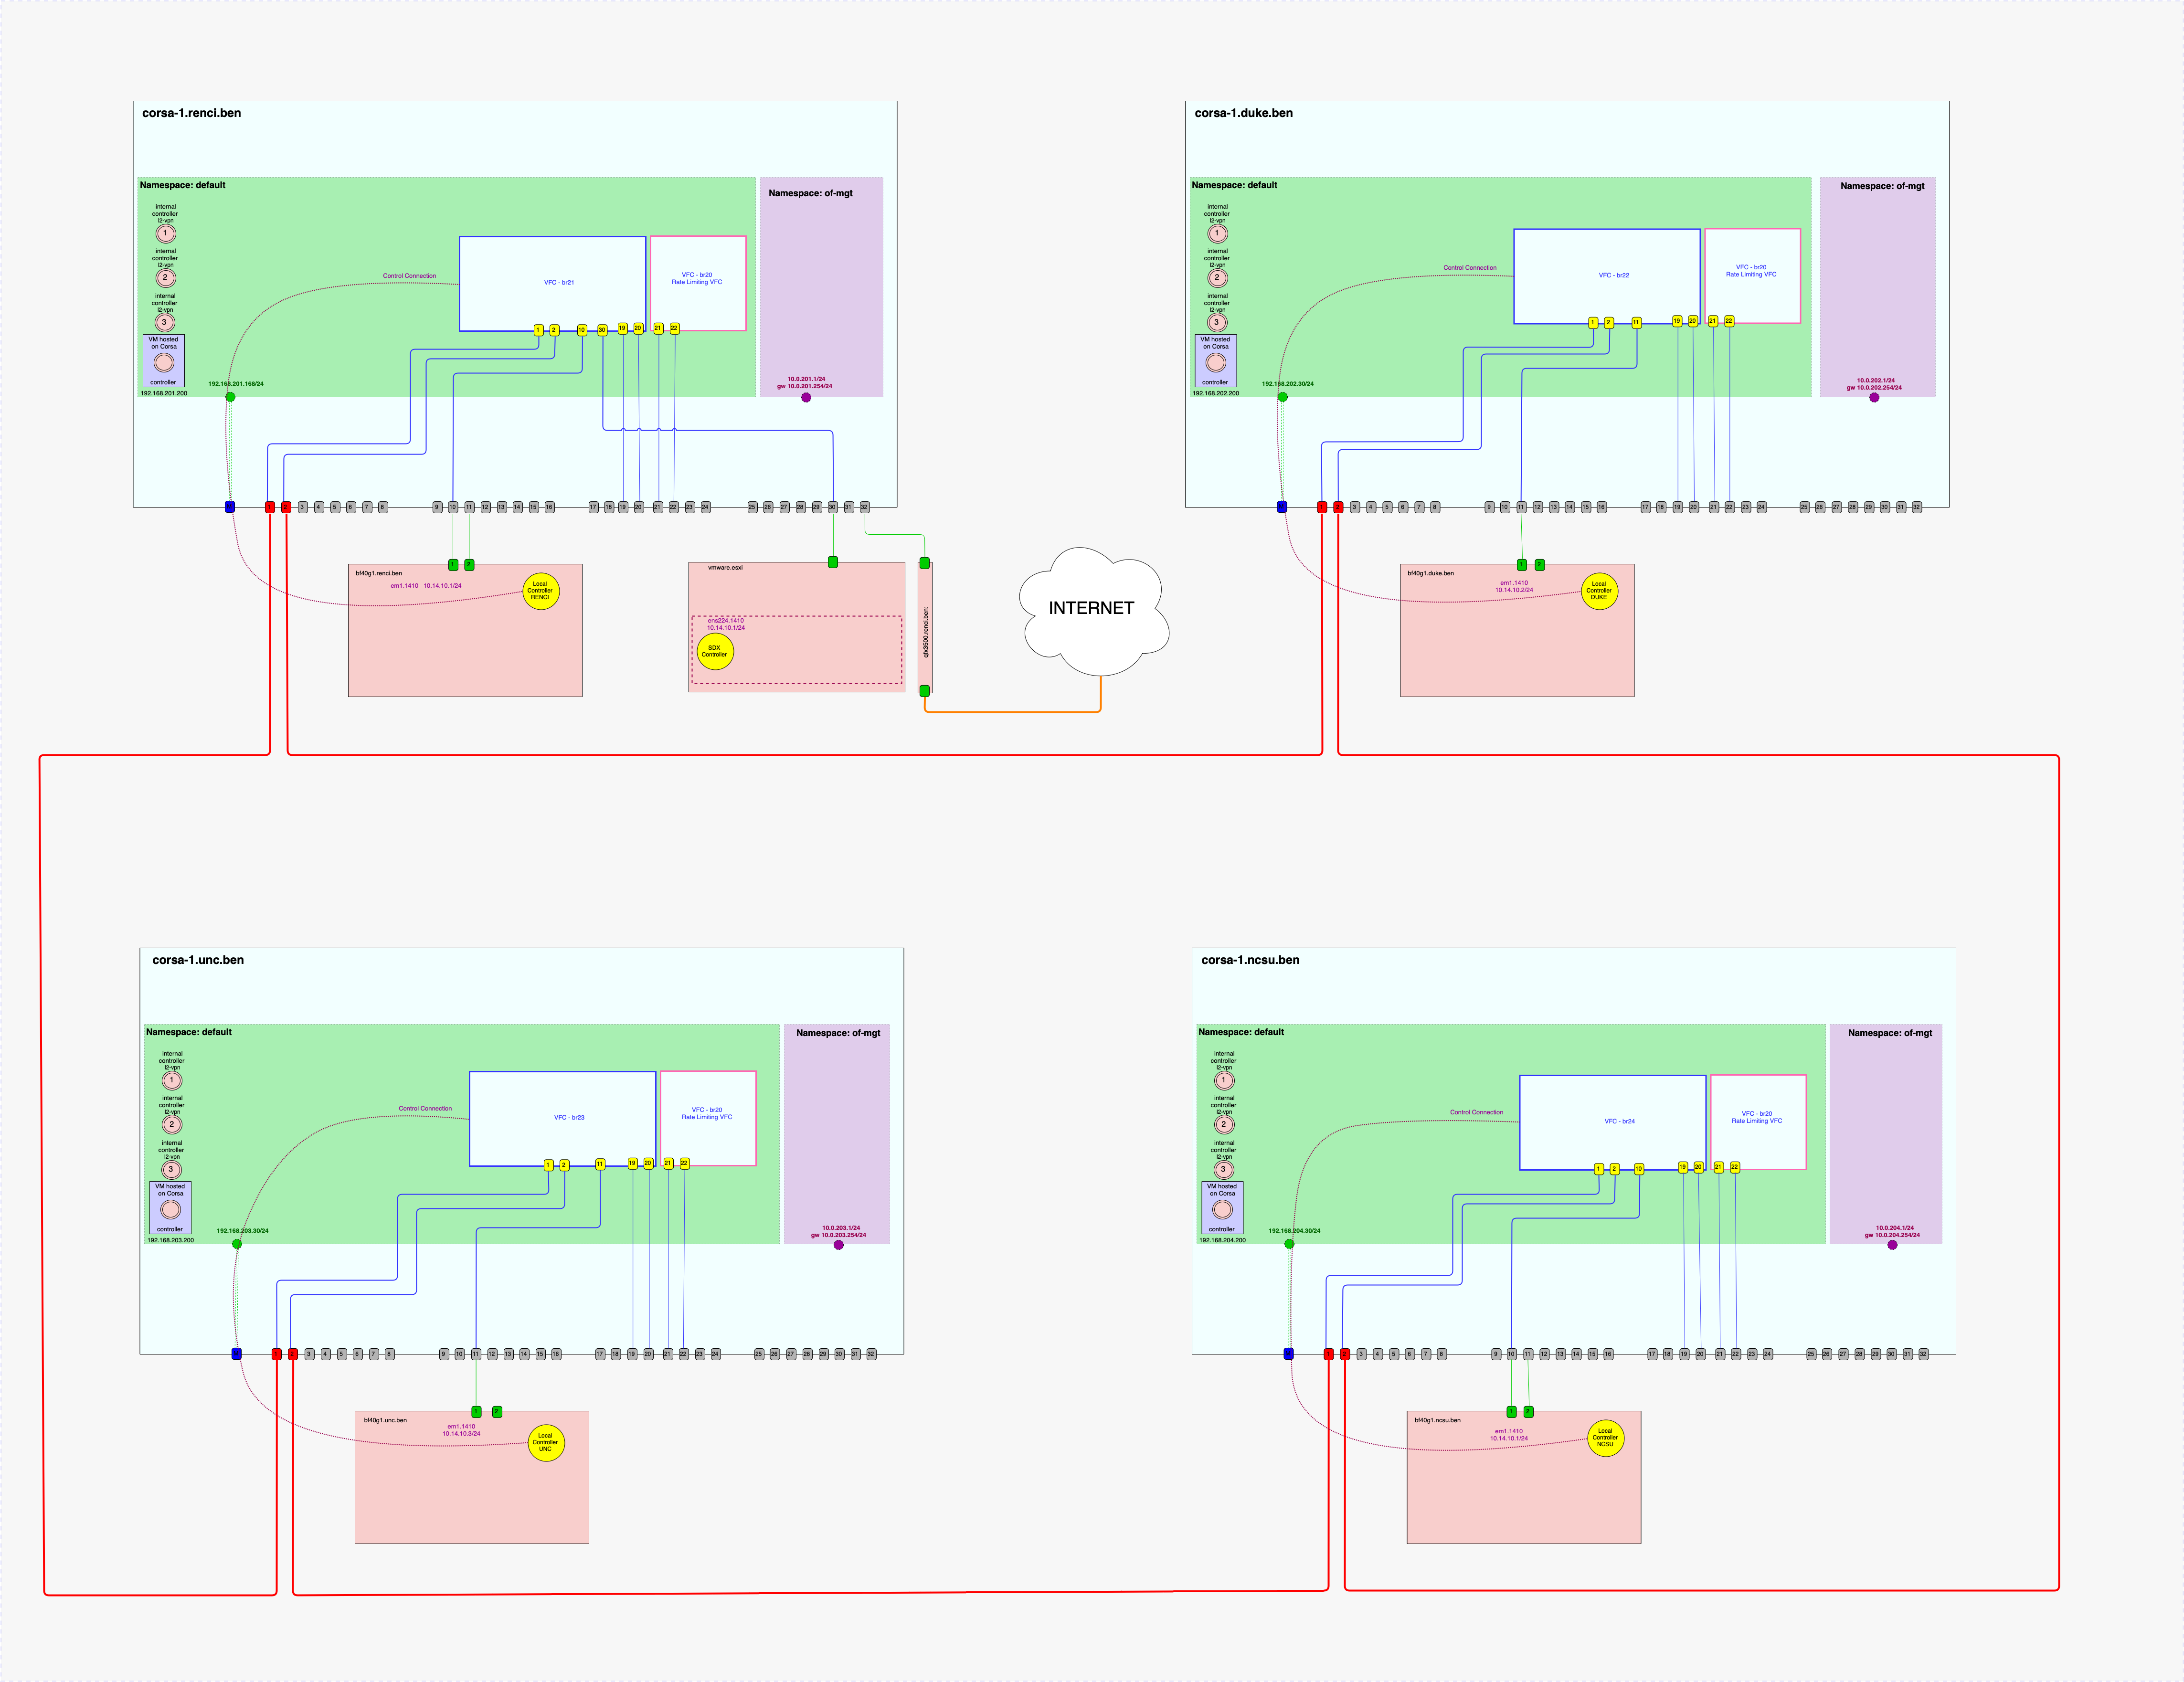 corsa-1.renci.ben
Namespace: default
internal
controller
l2-vpn
1
internal
controller
l2-vpn
2
internal
controller
l2-vpn
3
VM hosted
on Corsa
controller
192.168.201.200
192.168.201.168/24
Control Connection
VFC - br21
1 2 10 30 19 20
VFC - br20
Rate Limiting VFC
21 22
Namespace: of-mgt
10.0.201.1/24
gw 10.0.201.254/24
1 2 3 4 5 6 7 8 9 10 11 12 13 14 15 16 17 18 19 20 21 22 23 24 25 26 27 28 29 30 31 32
bf40g1.renci.ben
1 2
em1.1410 10.14.10.1/24
Local
Controller
RENCI
vmware.esxi
ens224.1410
10.14.10.1/24
SDX
Controller
qfx3500.renci.ben:
INTERNET
corsa-1.duke.ben
Namespace: default
internal
controller
l2-vpn
1
internal
controller
l2-vpn
2
internal
controller
l2-vpn
3
VM hosted
on Corsa
controller
192.168.202.200
192.168.202.30/24
Control Connection
VFC - br22
1 2 11 19 20
VFC - br20
Rate Limiting VFC
21 22
Namespace: of-mgt
10.0.202.1/24
gw 10.0.202.254/24
1 2 3 4 5 6 7 8 9 10 11 12 13 14 15 16 17 18 19 20 21 22 23 24 25 26 27 28 29 30 31 32
bf40g1.duke.ben
1 2
em1.1410
10.14.10.2/24
Local
Controller
DUKE
corsa-1.unc.ben
Namespace: default
internal
controller
l2-vpn
1
internal
controller
l2-vpn
2
internal
controller
l2-vpn
3
VM hosted
on Corsa
controller
192.168.203.200
192.168.203.30/24
Control Connection
VFC - br23
1 2 11 19 20
VFC - br20
Rate Limiting VFC
21 22
Namespace: of-mgt
10.0.203.1/24
gw 10.0.203.254/24
1 2 3 4 5 6 7 8 9 10 11 12 13 14 15 16 17 18 19 20 21 22 23 24 25 26 27 28 29 30 31 32
bf40g1.unc.ben
1 2
em1.1410
10.14.10.3/24
Local
Controller
UNC
corsa-1.ncsu.ben
Namespace: default
internal
controller
l2-vpn
1
internal
controller
l2-vpn
2
internal
controller
l2-vpn
3
VM hosted
on Corsa
controller
192.168.204.200
192.168.204.30/24
Control Connection
VFC - br24
1 2 10 19 20
VFC - br20
Rate Limiting VFC
21 22
Namespace: of-mgt
10.0.204.1/24
gw 10.0.204.254/24
1 2 3 4 5 6 7 8 9 10 11 12 13 14 15 16 17 18 19 20 21 22 23 24 25 26 27 28 29 30 31 32
bf40g1.ncsu.ben
1 2
em1.1410
10.14.10.1/24
Local
Controller
NCSU